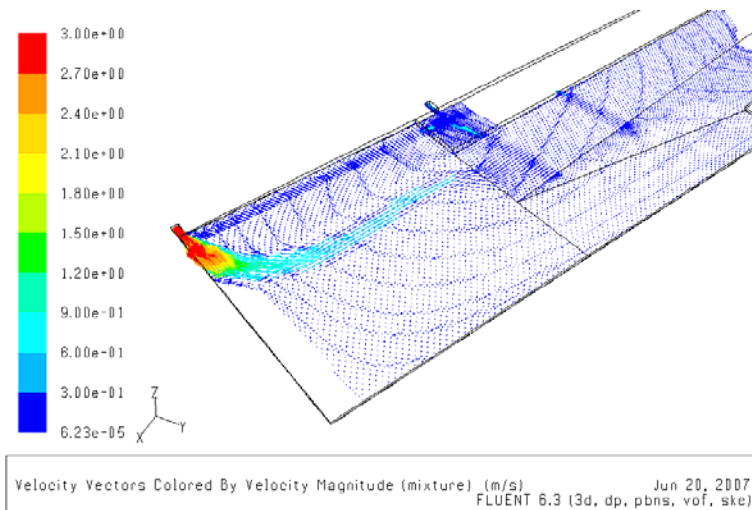 3.00e+00
2.70e+00
2.40e+00
2.10e+00
1.80e+00
1.50e+00
1.20e+00
9.00e-01
6.00e-01
3.00e-01
6.23e-05
Z
Y
X
Velocity Vectors Colored By Velocity Magnitude (mixture) (m/s) Jun 20, 2007
FLUENT 6.3 (3d, dp, pbns, vof, ske)